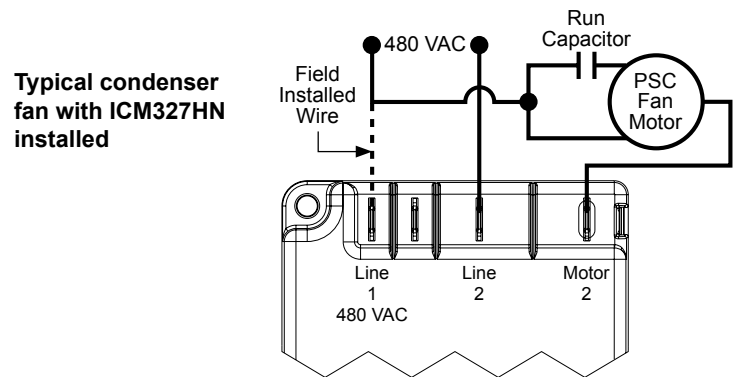 Typical condenser
fan with ICM327HN
installed
480 VAC
Run
Capacitor
Field
Installed
Wire
PSC
Fan
Motor
Line
1
480 VAC
Line
2
Motor
2